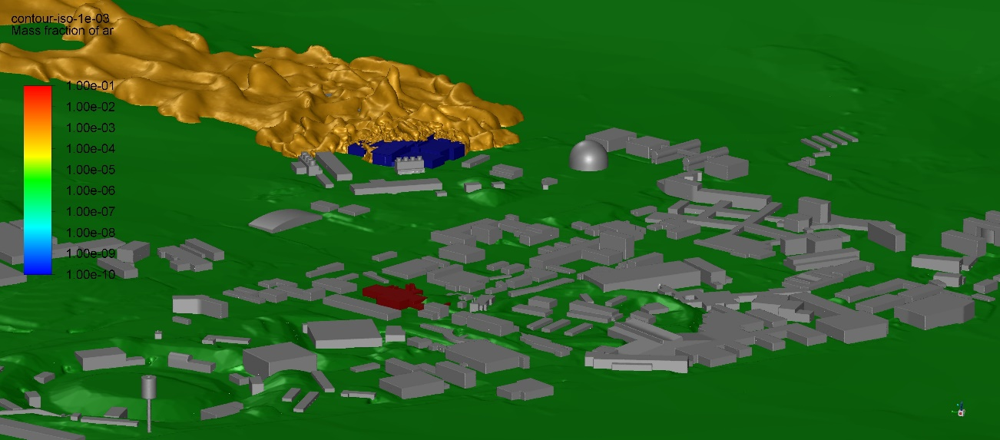 contour-iso-1e-03
Mass fraction of ar
1.00e-01
1.00e-02
1.00e-03
1.00e-04
1.00e-05
1.00e-06
1.00e-07
1.00e-08
1.00e-09
1.00e-10